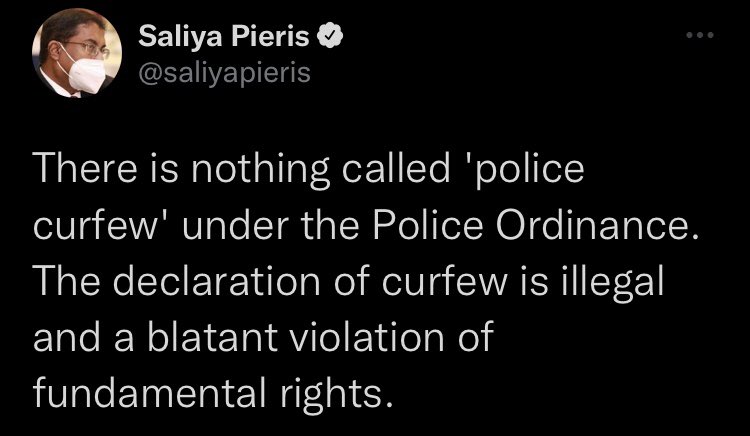 Saliya Pieris
@saliyapieris
There is nothing called 'police
curfew' under the Police Ordinance.
The declaration of curfew is illegal
and a blatant violation of
fundamental rights.